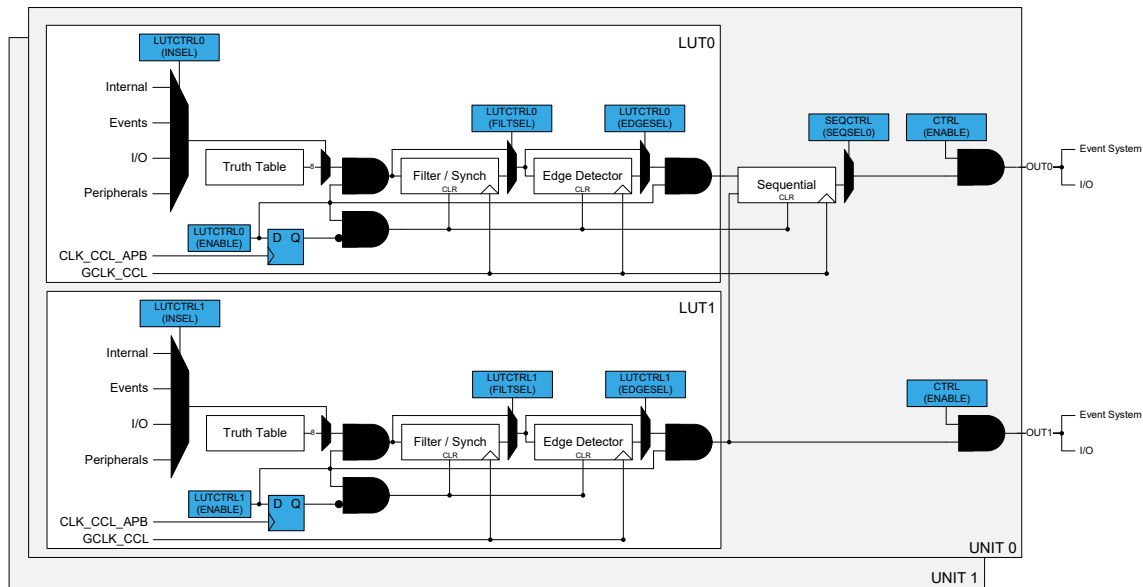 LUT0
LUTCTRL0
(INSEL)
Internal
Events
I/O
Peripherals
Truth Table
8
LUTCTRL0
(FILTSEL)
LUTCTRL0
(EDGESEL)
Filter / Synch
CLR
Edge Detector
CLR
SEQCTRL
(SEQSEL0)
Sequential
CLR
CTRL
(ENABLE)
OUT0
Event System
I/O
LUTCTRL0
(ENABLE)
D Q
CLK_CCL_APB
GCLK_CCL
LUT1
LUTCTRL1
(INSEL)
Internal
Events
I/O
Peripherals
Truth Table
8
LUTCTRL1
(FILTSEL)
LUTCTRL1
(EDGESEL)
Filter / Synch
CLR
Edge Detector
CLR
CTRL
(ENABLE)
OUT1
Event System
I/O
LUTCTRL1
(ENABLE)
D Q
CLK_CCL_APB
GCLK_CCL
UNIT 0
UNIT 1